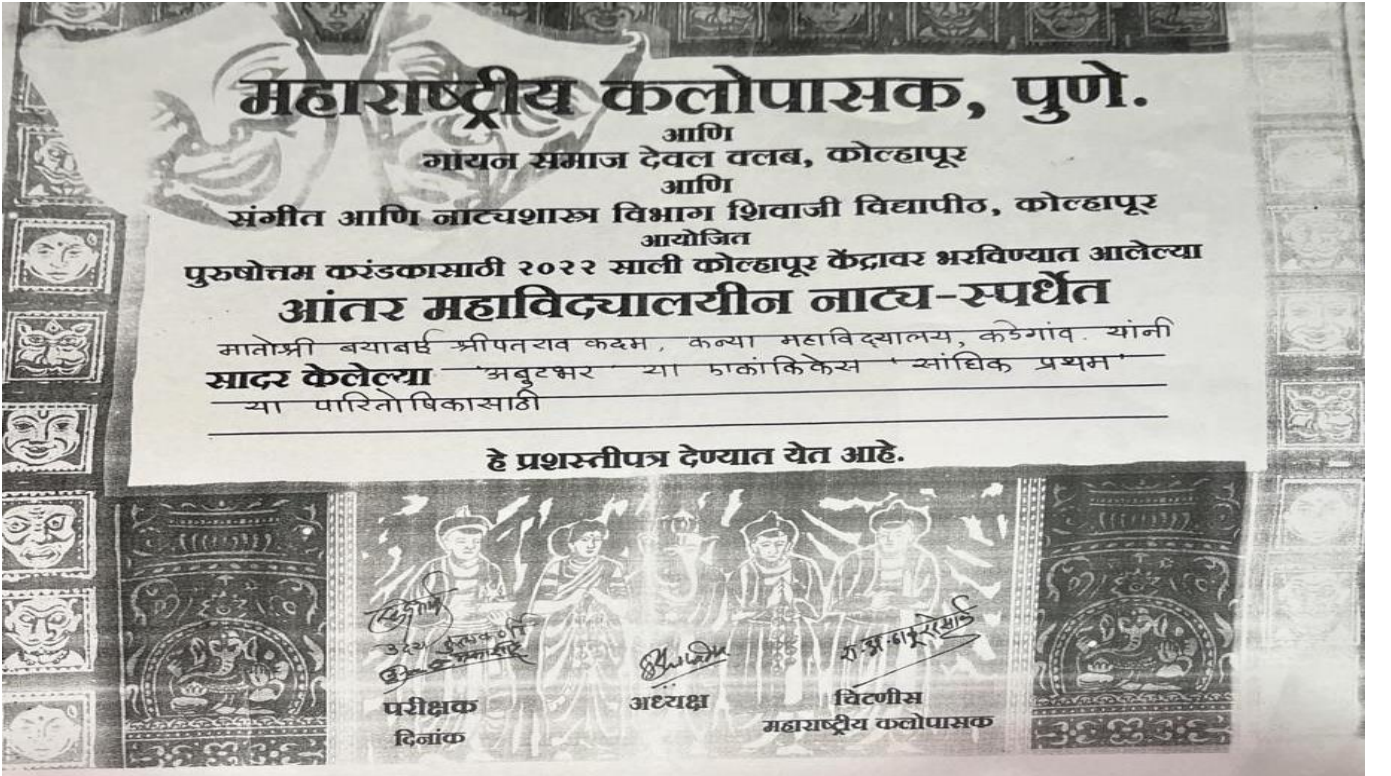 महाराष्ट्रीय कलोपासक, पुणे.
आणि
गायन समाज देवल क्लब, कोल्हापूर
आणि
संगीत आणि नाट्यशास्त्र विभाग शिवाजी विद्यापीठ, कोल्हापूर
आयोजित
पुरुषोत्तम करंडकासाठी २०२२ साली कोल्हापूर केंद्रावर भरविण्यात आलेल्या
आंतर महाविद्यालयीन नाट्य-स्पर्धेत
मातोश्री बयाबाई श्रीपतराव कदम, कन्या महाविद्यालय, कडेगांव. यांनी
सादर केलेल्या 'अबुटभर' या एकांकिकेस 'सांघिक प्रथम'
या पारितोषिकासाठी
हे प्रशस्तीपत्र देण्यात येत आहे.
परीक्षक अध्यक्ष चिटणीस
दिनांक महाराष्ट्रीय कलोपासक